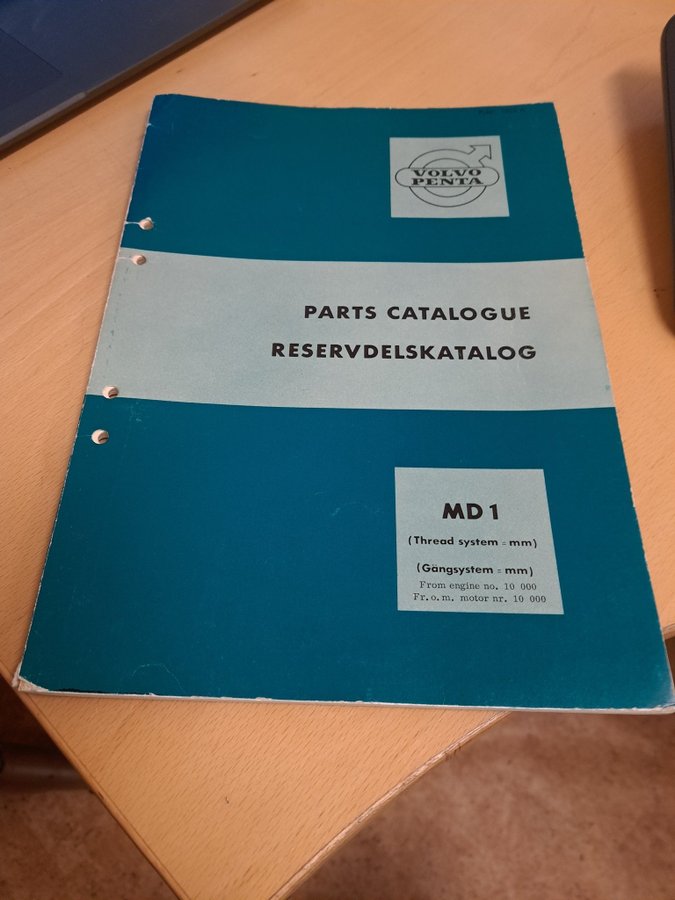 VOLVO
PENTA
PARTS CATALOGUE
RESERVDELSKATALOG
MD 1
(Thread system = mm)
(Gängsystem = mm)
From engine no. 10 000
Fr.o.m. motor nr. 10 000